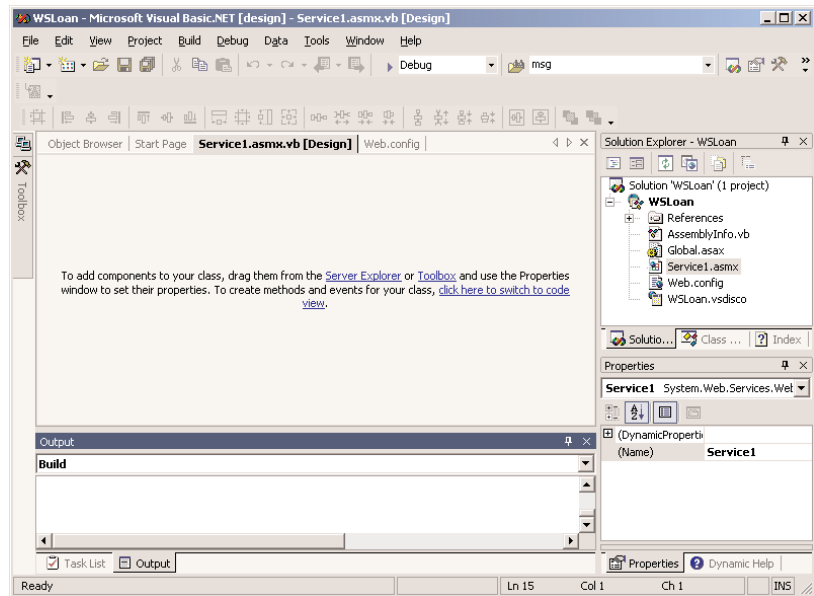 WSLoan - Microsoft Visual Basic.NET [design] - Service1.asmx.vb [Design]
File Edit View Project Build Debug Data Tools Window Help
Debug msg
Object Browser Start Page Service1.asmx.vb [Design] Web.config
Toolbox
To add components to your class, drag them from the Server Explorer or Toolbox and use the Properties
window to set their properties. To create methods and events for your class, click here to switch to code
view.
Solution Explorer - WSLoan
Solution 'WSLoan' (1 project)
WSLoan
References
AssemblyInfo.vb
Global.asax
Service1.asmx
Web.config
WSLoan.vsdisco
Solutio... Class ... Index
Properties
Service1 System.Web.Services.Wel
(DynamicProperti
(Name) Service1
Output
Build
Task List Output
Properties Dynamic Help
Ready Ln 15 Col 1 Ch 1 INS